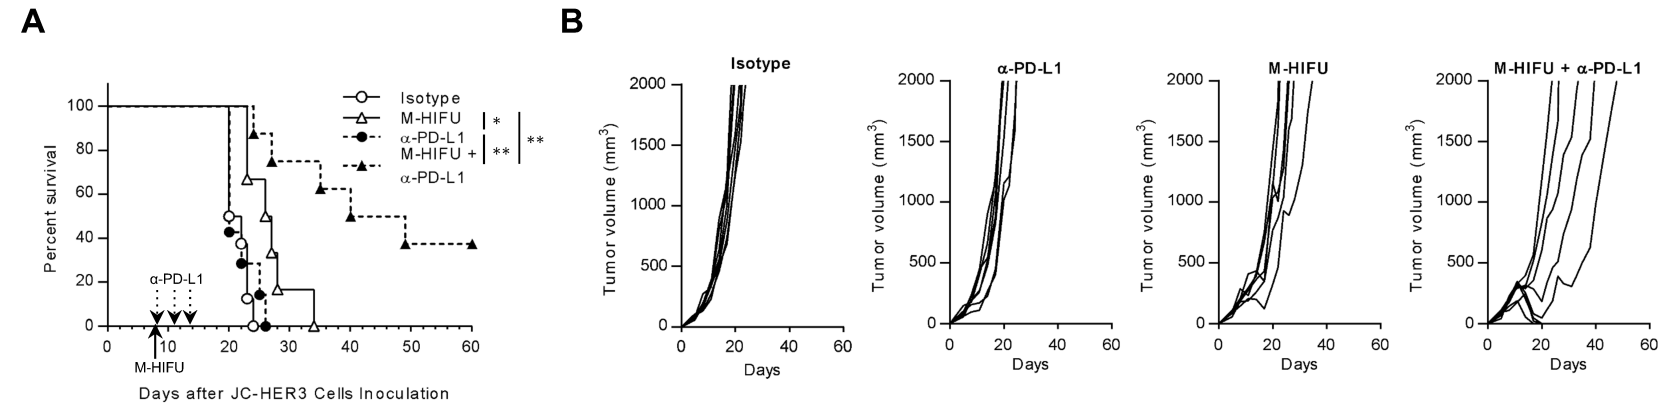 A
Percent survival
100
80
60
40
20
0
α-PD-L1
0 10 20 30 40 50 60
M-HIFU
Days after JC-HER3 Cells Inoculation
Isotype
M-HIFU
α-PD-L1
M-HIFU +
α-PD-L1
*
**
**
B
Isotype
Tumor volume (mm3)
2000
1500
1000
500
0
0 20 40 60
Days
α-PD-L1
Tumor volume (mm3)
2000
1500
1000
500
0
0 20 40 60
Days
M-HIFU
Tumor volume (mm3)
2000
1500
1000
500
0
0 20 40 60
Days
M-HIFU + α-PD-L1
Tumor volume (mm3)
2000
1500
1000
500
0
0 20 40 60
Days